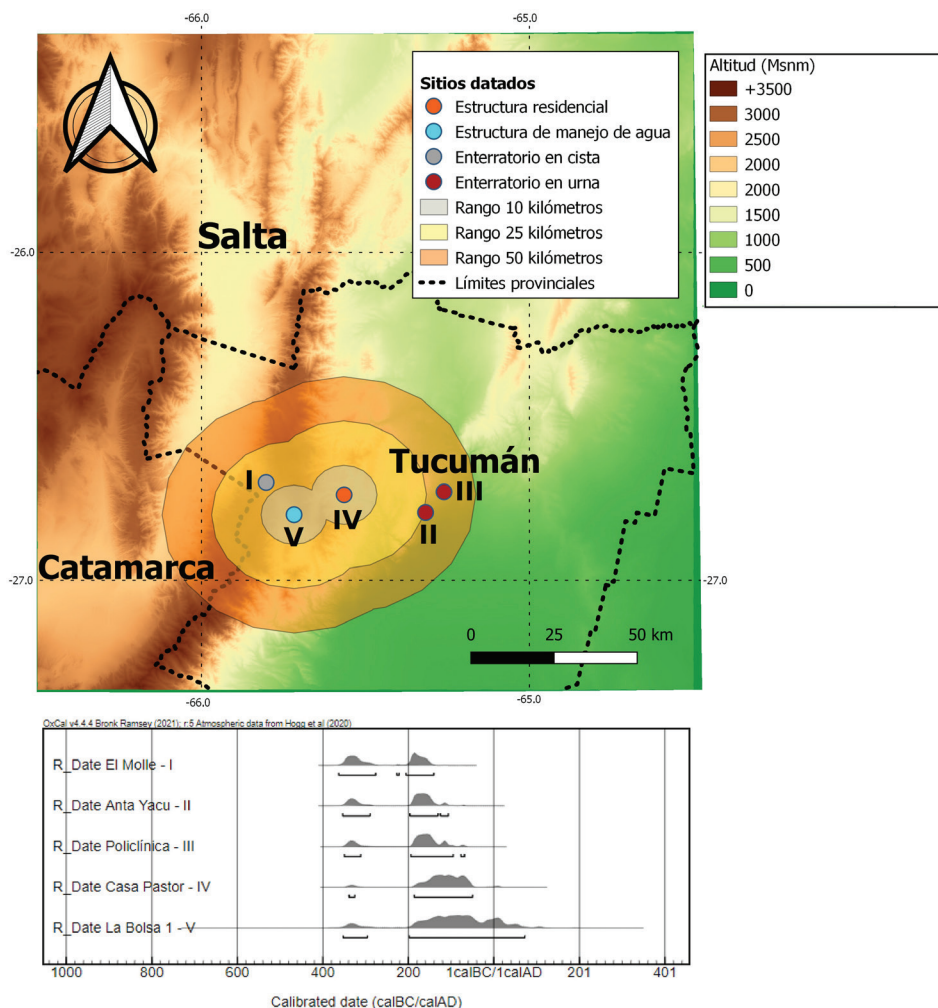 -66.0
-65.0
Sitios datados
Estructura residencial
Estructura de manejo de agua
Enterratorio en cista
Enterratorio en urna
Rango 10 kilómetros
Rango 25 kilómetros
Rango 50 kilómetros
Límites provinciales
Altitud (Msnm)
+3500
3000
2500
2000
2000
1500
1000
500
0
Salta
-26.0
-26.0
Tucumán
I
III
IV
II
V
Catamarca
-27.0
-27.0
0
25
50 km
-66.0
-65.0
OxCal v4.4.4 Bronk Ramsey (2021); r:5 Atmospheric data from Hogg et al (2020)
R_Date El Molle - I
R_Date Anta Yacu - II
R_Date Policlínica - III
R_Date Casa Pastor - IV
R_Date La Bolsa 1 - V
1000
800
600
400
200
1calBC/1calAD
201
401
Calibrated date (calBC/calAD)